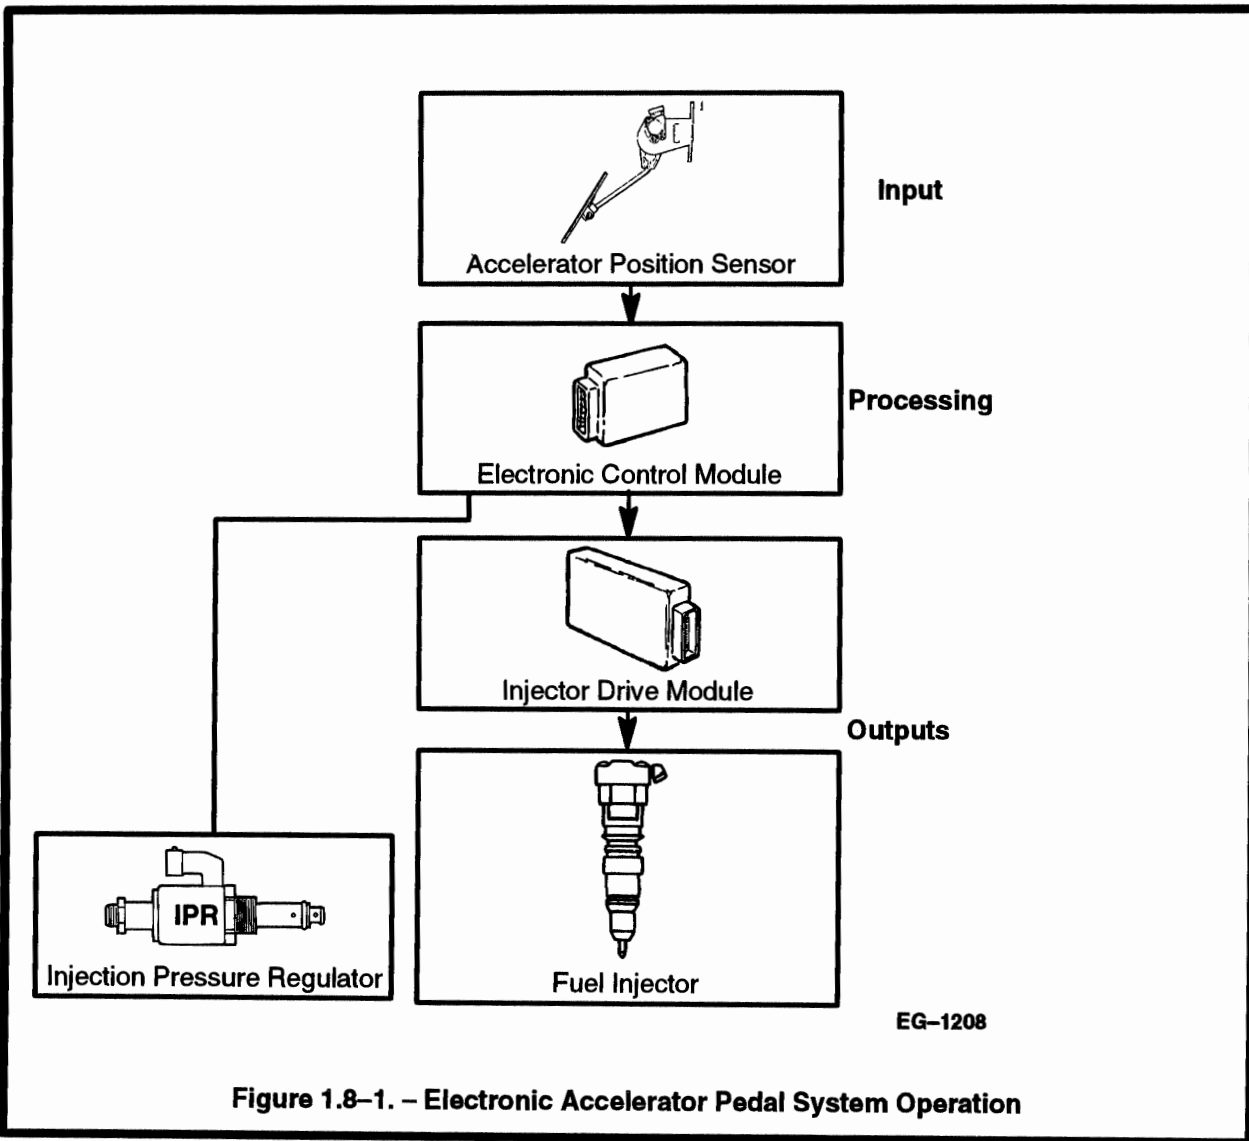 Accelerator Position Sensor
Input
Electronic Control Module
Processing
Injector Drive Module
Outputs
IPR
Injection Pressure Regulator
Fuel Injector
EG–1208
Figure 1.8–1. – Electronic Accelerator Pedal System Operation